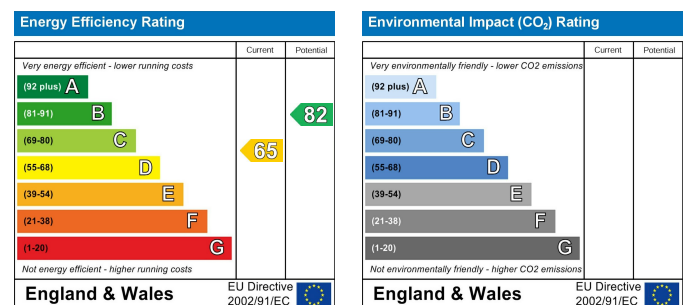 Energy Efficiency Rating
Current Potential
Very energy efficient - lower running costs
(92 plus) A
(81-91) B
82
(69-80) C
65
(55-68) D
(39-54) E
(21-38) F
(1-20) G
Not energy efficient - higher running costs
England & Wales
EU Directive
2002/91/EC
Environmental Impact (CO₂) Rating
Current Potential
Very environmentally friendly - lower CO2 emissions
(92 plus) A
(81-91) B
(69-80) C
(55-68) D
(39-54) E
(21-38) F
(1-20) G
Not environmentally friendly - higher CO2 emissions
England & Wales
EU Directive
2002/91/EC